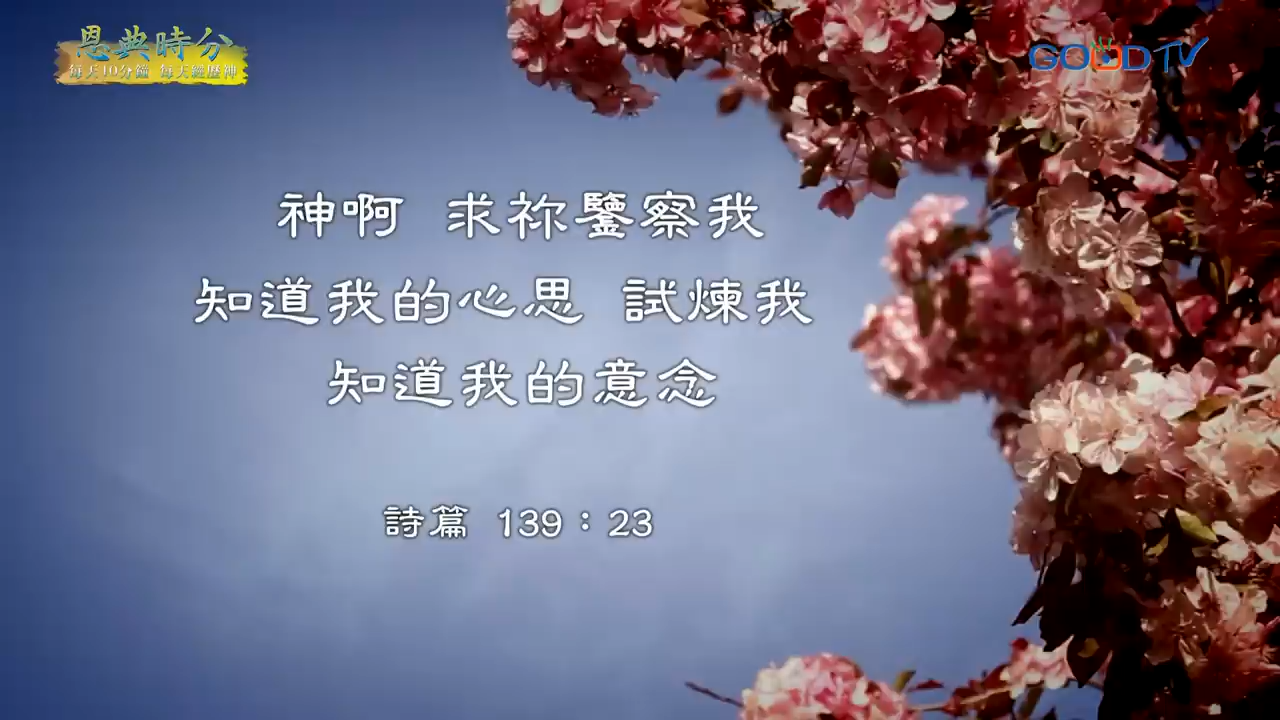 恩典時分
每天10分鐘 每天經歷神
GOOD TV
神啊 求祢鑒察我
知道我的心思 試煉我
知道我的意念
詩篇 139：23